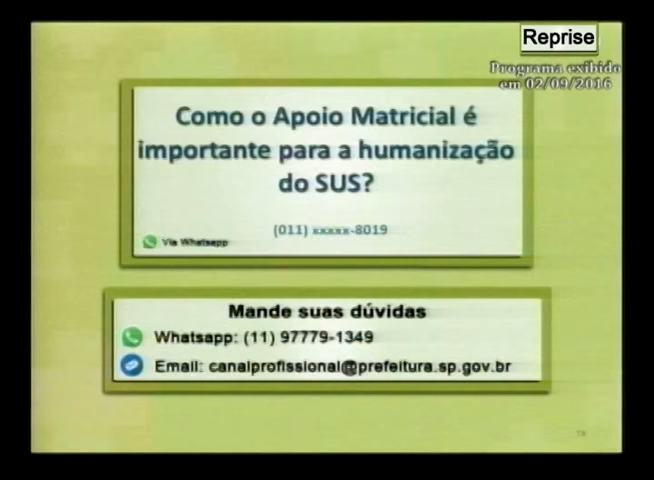 Reprise
Programa exibido
em 02/09/2016
Como o Apoio Matricial é
importante para a humanização
do SUS?
(011) xxxxx-8019
Via Whatsapp
Mande suas dúvidas
Whatsapp: (11) 97779-1349
Email: canalprofissional@prefeitura.sp.gov.br